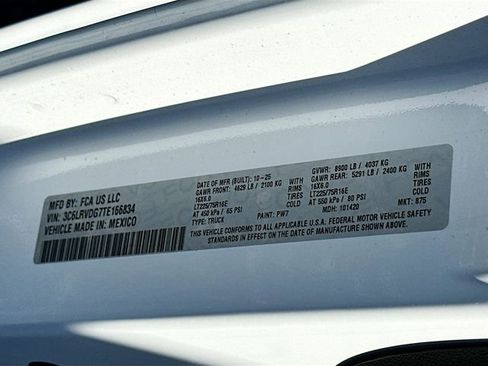 MFD BY: FCA US LLC
VIN: 3C6LRVDG7TE166834
VEHICLE MADE IN: MEXICO
DATE OF MFR (BUILT): 10-25
GAWR FRONT: 4629 LB / 2100 KG
WITH
16X6.0
RIMS
LT225/75R16E
TIRES
AT 450 kPa / 65 PSI
TYPE: TRUCK
PAINT: PW7
GVWR: 8900 LB / 4037 KG
GAWR REAR: 5291 LB / 2400 KG
WITH
16X6.0
RIMS
LT225/75R16E
TIRES
AT 550 kPa / 80 PSI
MDH: 101420
MKT: 875
THIS VEHICLE CONFORMS TO ALL APPLICABLE U.S.A. FEDERAL MOTOR VEHICLE SAFETY
STANDARDS IN EFFECT ON THE DATE OF MANUFACTURE SHOWN ABOVE.